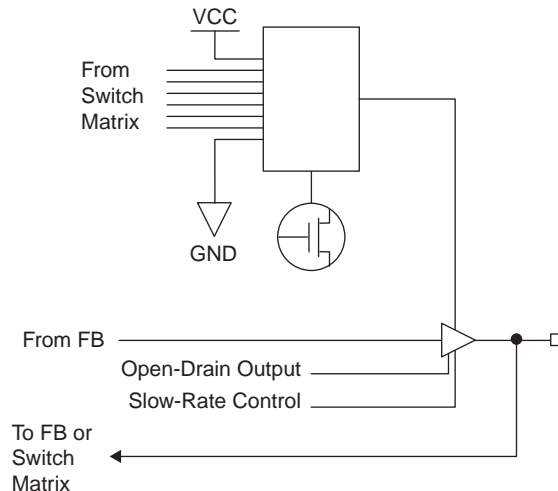 VCC
From
Switch
Matrix
GND
From FB
Open-Drain Output
Slow-Rate Control
To FB or
Switch
Matrix